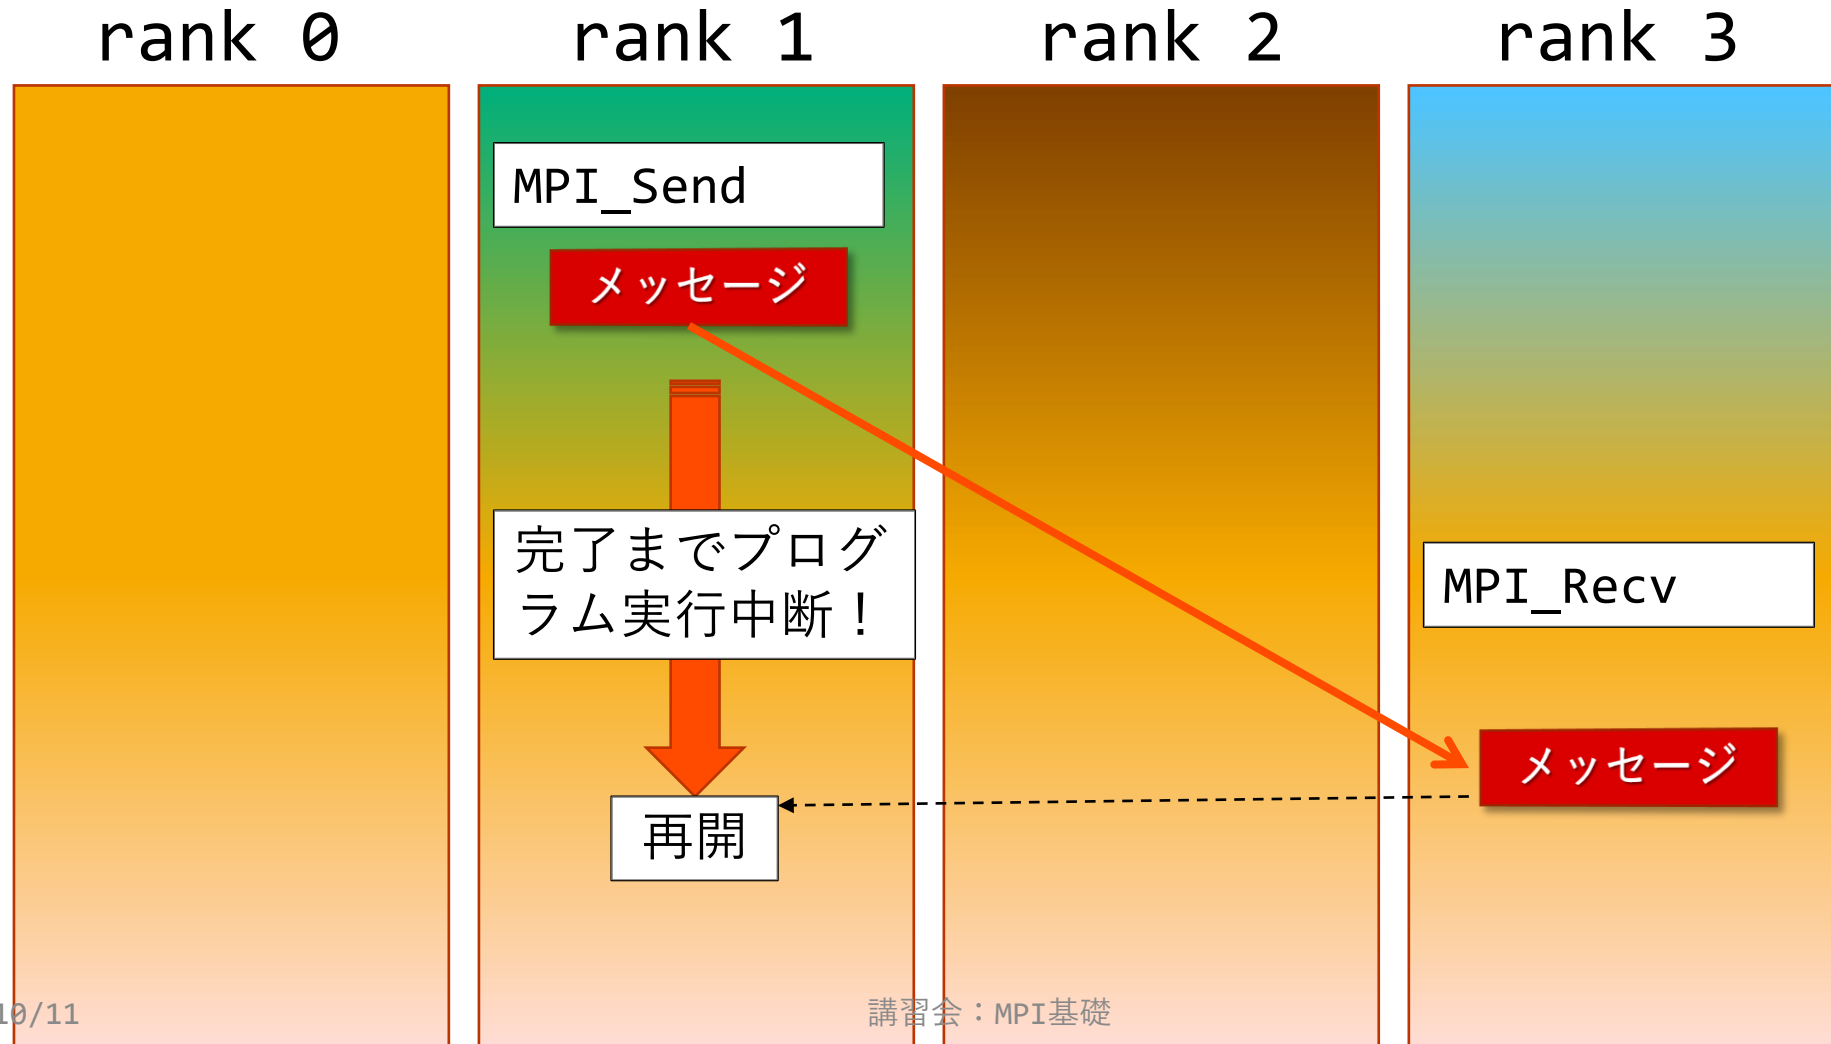 rank 0
rank 1
rank 2
rank 3
MPI_Send
メッセージ
完了までプログ
ラム実行中断！
MPI_Recv
メッセージ
再開
10/11
講習会：MPI基礎